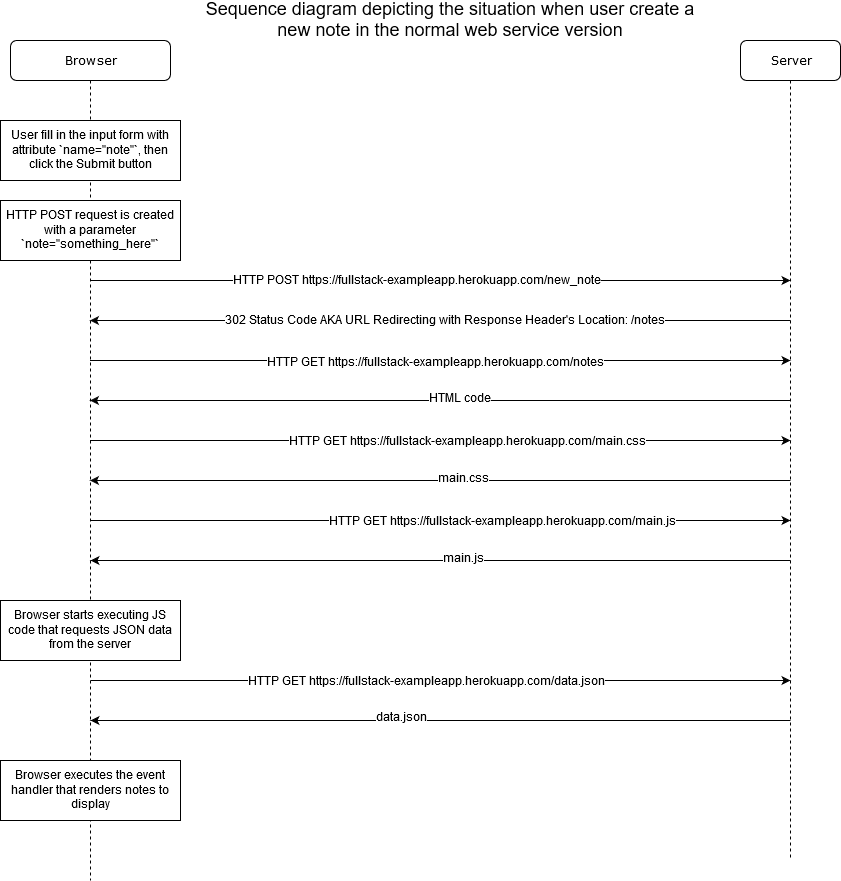 Sequence diagram depicting the situation when user create a
new note in the normal web service version
Browser
Server
User fill in the input form with
attribute `name="note"`, then
click the Submit button
HTTP POST request is created
with a parameter
`note="something_here"`
HTTP POST https://fullstack-exampleapp.herokuapp.com/new_note
302 Status Code AKA URL Redirecting with Response Header's Location: /notes
HTTP GET https://fullstack-exampleapp.herokuapp.com/notes
HTML code
HTTP GET https://fullstack-exampleapp.herokuapp.com/main.css
main.css
HTTP GET https://fullstack-exampleapp.herokuapp.com/main.js
main.js
Browser starts executing JS
code that requests JSON data
from the server
HTTP GET https://fullstack-exampleapp.herokuapp.com/data.json
data.json
Browser executes the event
handler that renders notes to
display